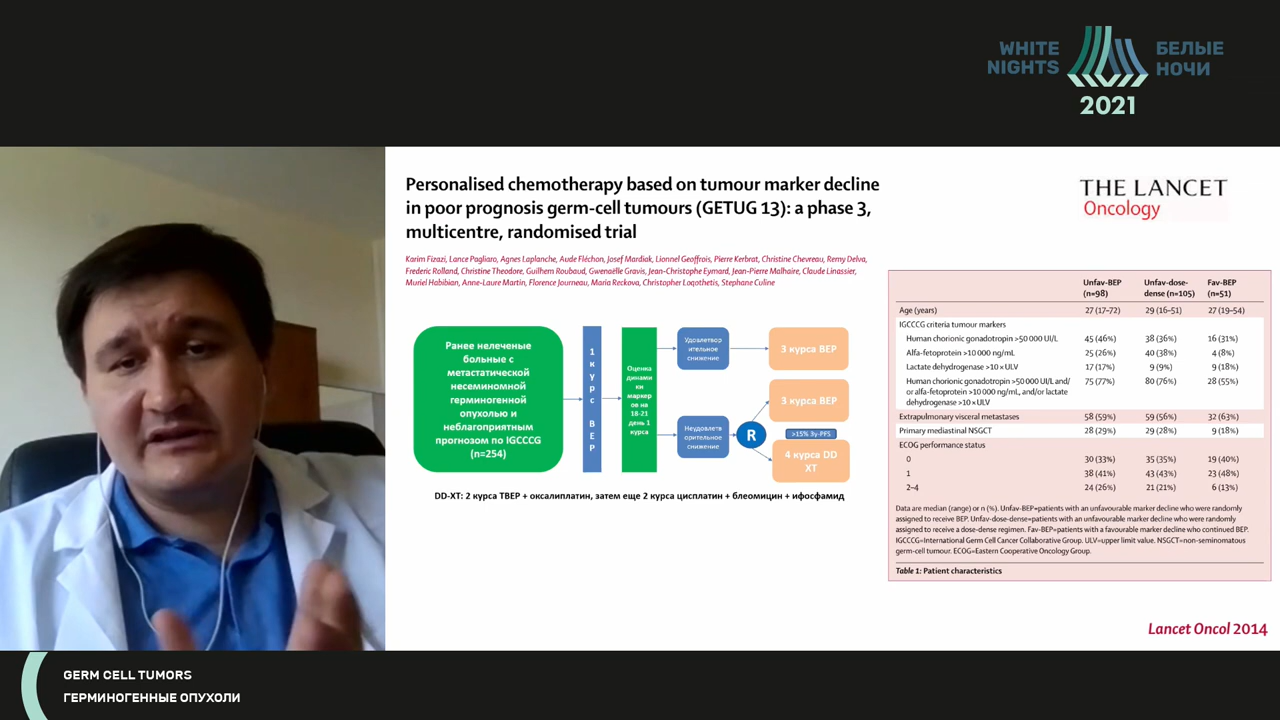 WHITE
NIGHTS
БЕЛЫЕ
НОЧИ
2021
Personalised chemotherapy based on tumour marker decline
in poor prognosis germ-cell tumours (GETUG 13): a phase 3,
multicentre, randomised trial
THE LANCET
Oncology
Karim Fizazi, Lance Pagliaro, Agnes Laplanche, Aude Fléchon, Josef Mardiak, Lionnel Geoffrois, Pierre Kerbrat, Christine Chevreau, Remy Delva,
Frederic Rolland, Christine Theodore, Guilhem Roubaud, Gwenaëlle Gravis, Jean-Christophe Eymard, Jean-Pierre Malhaire, Claude Linassier,
Muriel Habibian, Anne-Laure Martin, Florence Journeau, Maria Reckova, Christopher Logothetis, Stephane Culine
Ранее нелеченые
больные с
метастатической
несеминомной
герминогенной
опухолью и
неблагоприятным
прогнозом по IGCCCG
(n=254)
1
к
у
р
с
В
Е
Р
Оценка
динами
ки
маркер
ов на
18-21
день 1
курса
Удовлетвор
ительное
снижение
Неудовлетв
орительное
снижение
R
3 курса ВЕР
3 курса ВЕР
>15% 3y-PFS
4 курса DD
XT
DD-XT: 2 курса TBEP + оксалиплатин, затем еще 2 курса цисплатин + блеомицин + ифосфамид
Unfav-BEP (n=98) Unfav-dose-dense (n=105) Fav-BEP (n=51)
Age (years) 27 (17–72) 29 (16–51) 27 (19–54)
IGCCCG criteria tumour markers
Human chorionic gonadotropin >50 000 UI/L 45 (46%) 38 (36%) 16 (31%)
Alfa-fetoprotein >10 000 ng/mL 25 (26%) 40 (38%) 4 (8%)
Lactate dehydrogenase >10 × ULV 17 (17%) 9 (9%) 9 (18%)
Human chorionic gonadotropin >50 000 UI/L and/ 75 (77%) 80 (76%) 28 (55%)
or alfa-fetoprotein >10 000 ng/mL, and/or lactate
dehydrogenase >10 × ULV
Extrapulmonary visceral metastases 58 (59%) 59 (56%) 32 (63%)
Primary mediastinal NSGCT 28 (29%) 29 (28%) 9 (18%)
ECOG performance status
0 30 (33%) 35 (35%) 19 (40%)
1 38 (41%) 43 (43%) 23 (48%)
2–4 24 (26%) 21 (21%) 6 (13%)
Data are median (range) or n (%). Unfav-BEP=patients with an unfavourable marker decline who were randomly
assigned to receive BEP. Unfav-dose-dense=patients with an unfavourable marker decline who were randomly
assigned to receive a dose-dense regimen. Fav-BEP=patients with a favourable marker decline who continued BEP.
IGCCCG=International Germ Cell Cancer Collaborative Group. ULV=upper limit value. NSGCT=non-seminomatous
germ-cell tumour. ECOG=Eastern Cooperative Oncology Group.
Table 1: Patient characteristics
Lancet Oncol 2014
GERM CELL TUMORS
ГЕРМИНОГЕННЫЕ ОПУХОЛИ